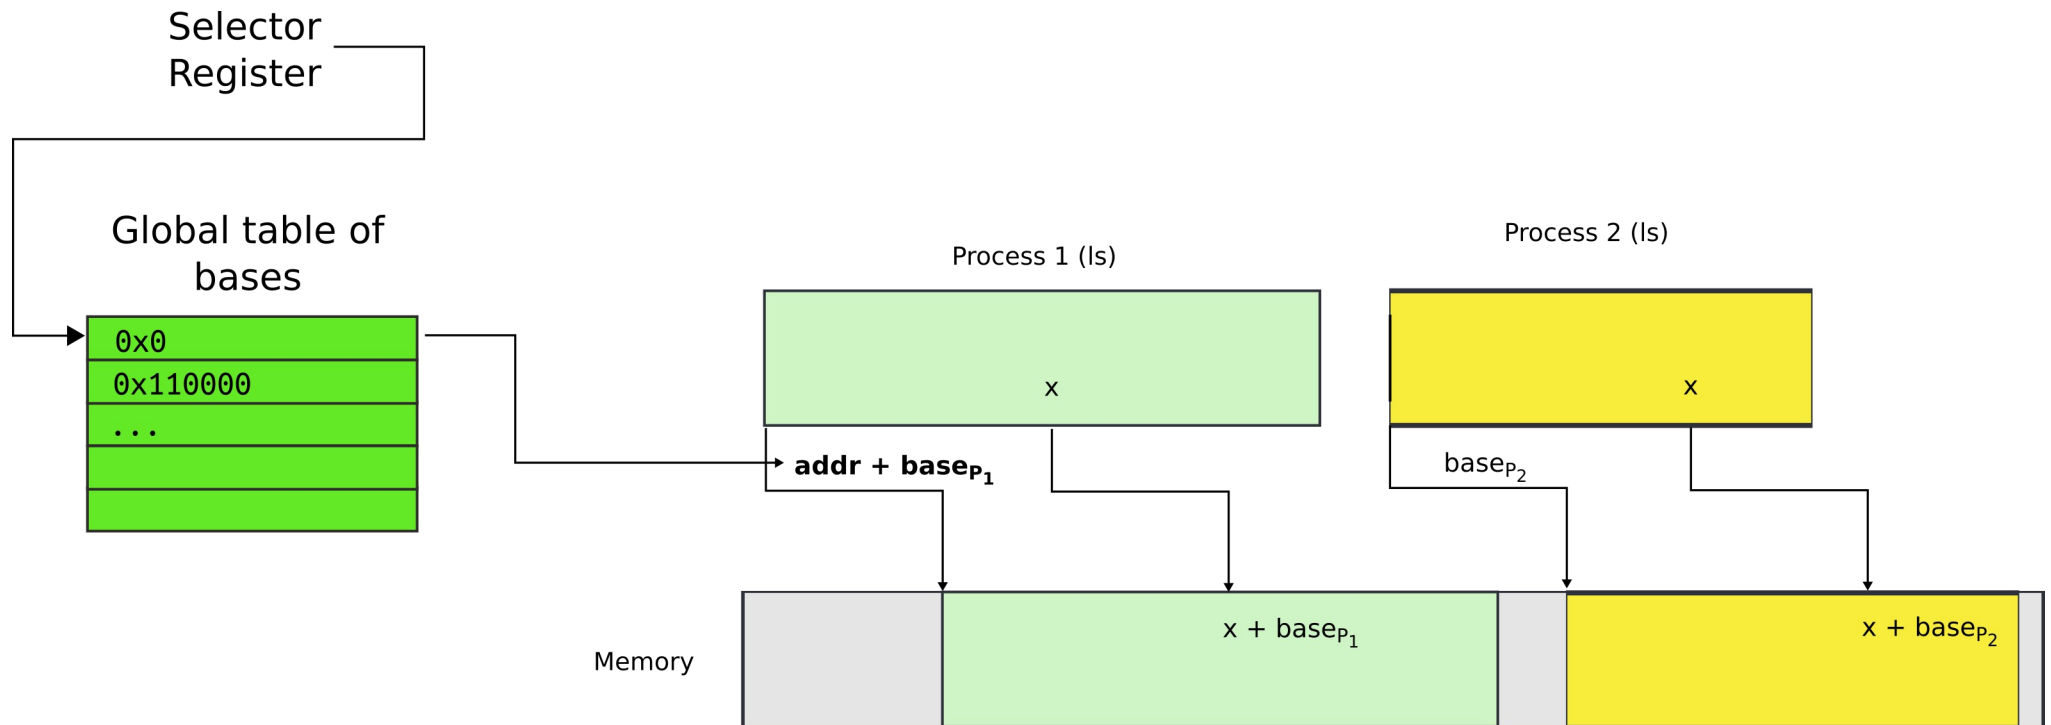 Selector
Register
Global table of
bases
0x0
0x110000
...
Process 1 (ls)
Process 2 (ls)
x
x
addr + baseP1
baseP2
x + baseP1
x + baseP2
Memory